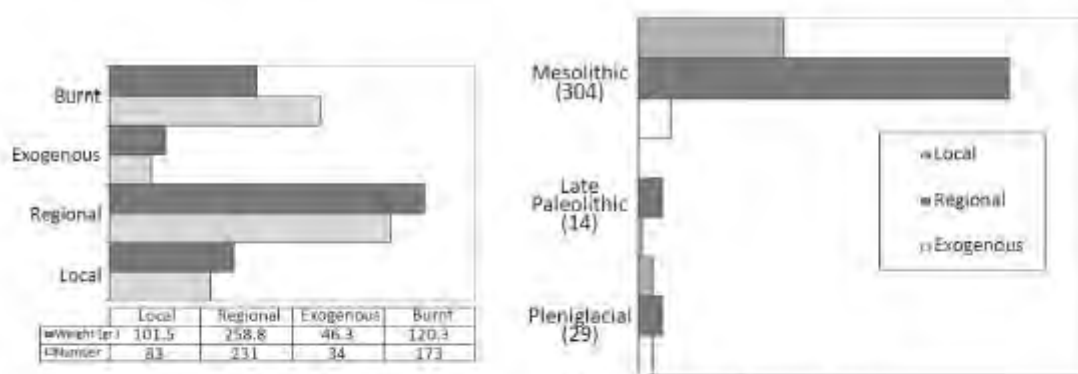 Burnt
Exogenous
Regional
Local
Local Regional Exogenous Burnt
Weight (gr.) 101.5 258.8 46.3 120.3
Number 83 231 34 173
Mesolithic
(304)
Late
Paleolithic
(14)
Pleniglacial
(29)
Local
Regional
Exogenous